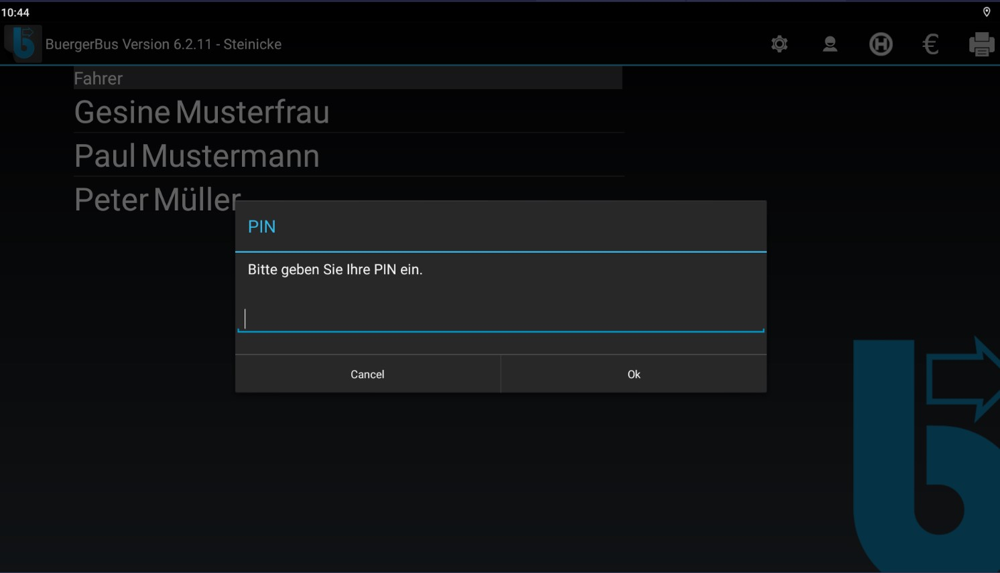 10:44
BuergerBus Version 6.2.11 - Steinicke
H €
Fahrer
Gesine Musterfrau
Paul Mustermann
Peter Müller
PIN
Bitte geben Sie Ihre PIN ein.
Cancel Ok